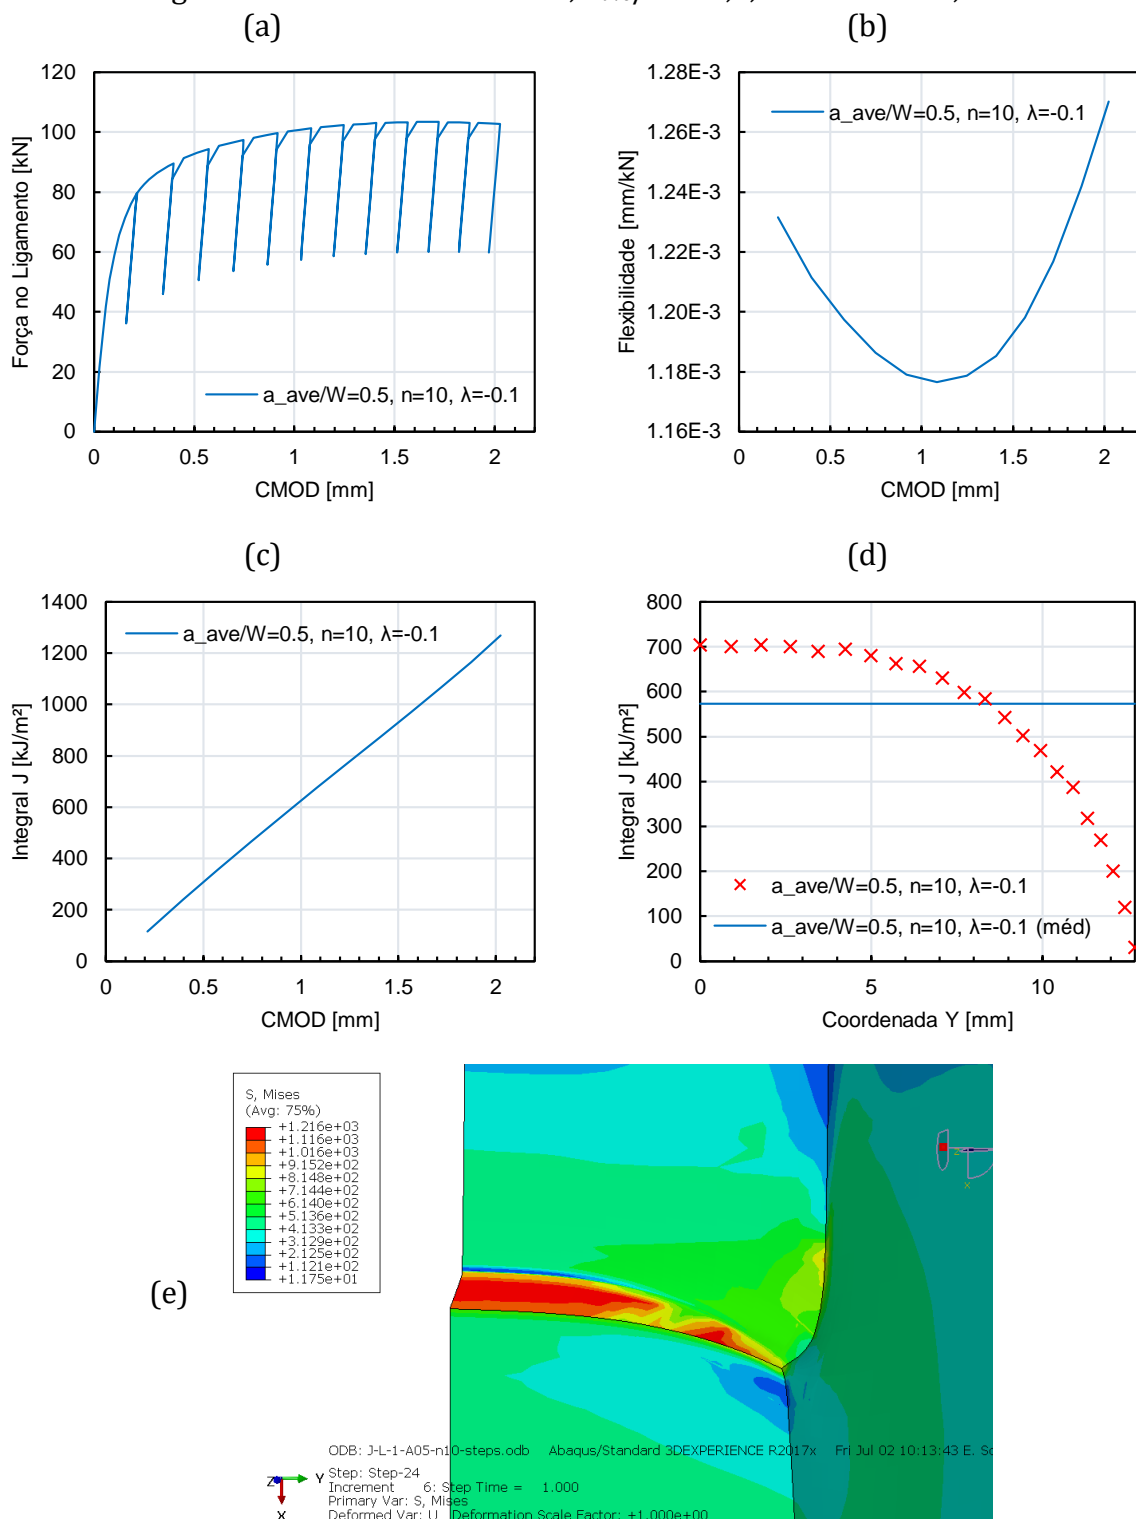 (a)
(b)
120
100
80
60
40
20
0
Força no Ligamento [kN]
a_ave/W=0.5, n=10, λ=-0.1
0
0.5
1
1.5
2
CMOD [mm]
1.28E-3
1.26E-3
1.24E-3
1.22E-3
1.20E-3
1.18E-3
1.16E-3
Flexibilidade [mm/kN]
a_ave/W=0.5, n=10, λ=-0.1
0
0.5
1
1.5
2
CMOD [mm]
(c)
(d)
1400
1200
1000
800
600
400
200
0
Integral J [kJ/m²]
a_ave/W=0.5, n=10, λ=-0.1
0
0.5
1
1.5
2
CMOD [mm]
800
700
600
500
400
300
200
100
0
Integral J [kJ/m²]
a_ave/W=0.5, n=10, λ=-0.1
a_ave/W=0.5, n=10, λ=-0.1 (méd)
0
5
10
Coordenada Y [mm]
(e)
S, Mises
(Avg: 75%)
+1.216e+03
+1.116e+03
+1.016e+03
+9.152e+02
+8.148e+02
+7.144e+02
+6.140e+02
+5.136e+02
+4.133e+02
+3.129e+02
+2.125e+02
+1.121e+02
+1.175e+01
Z
X
ODB: J-L-1-A05-n10-steps.odb Abaqus/Standard 3DEXPERIENCE R2017x Fri Jul 02 10:13:43 E.
Z Y
X
Step: Step-24
Increment 6: Step Time = 1.000
Primary Var: S, Mises
Deformed Var: U Deformation Scale Factor: +1.000e+00